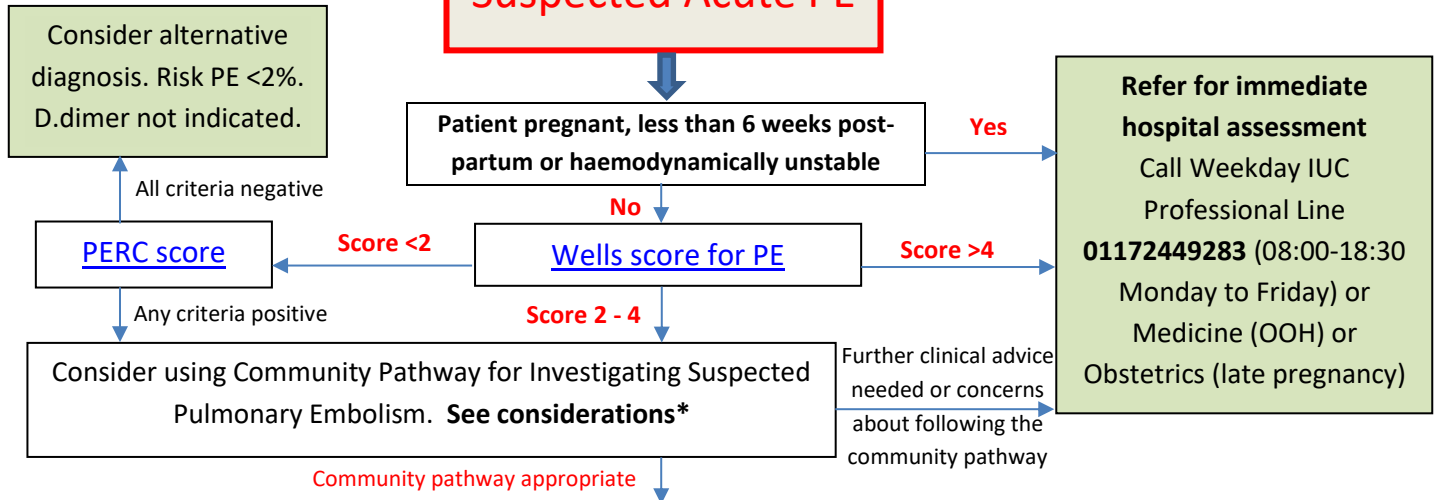 Suspected Acute PE
Consider alternative
diagnosis. Risk PE <2%.
D.dimer not indicated.
Patient pregnant, less than 6 weeks post-
partum or haemodynamically unstable
Yes
Refer for immediate
hospital assessment
Call Weekday IUC
Professional Line
01172449283 (08:00-18:30
Monday to Friday) or
Medicine (OOH) or
Obstetrics (late pregnancy)
All criteria negative
No
PERC score
Score <2
Wells score for PE
Score >4
Any criteria positive
Score 2 - 4
Consider using Community Pathway for Investigating Suspected
Pulmonary Embolism. See considerations*
Further clinical advice
needed or concerns
about following the
community pathway
Community pathway appropriate